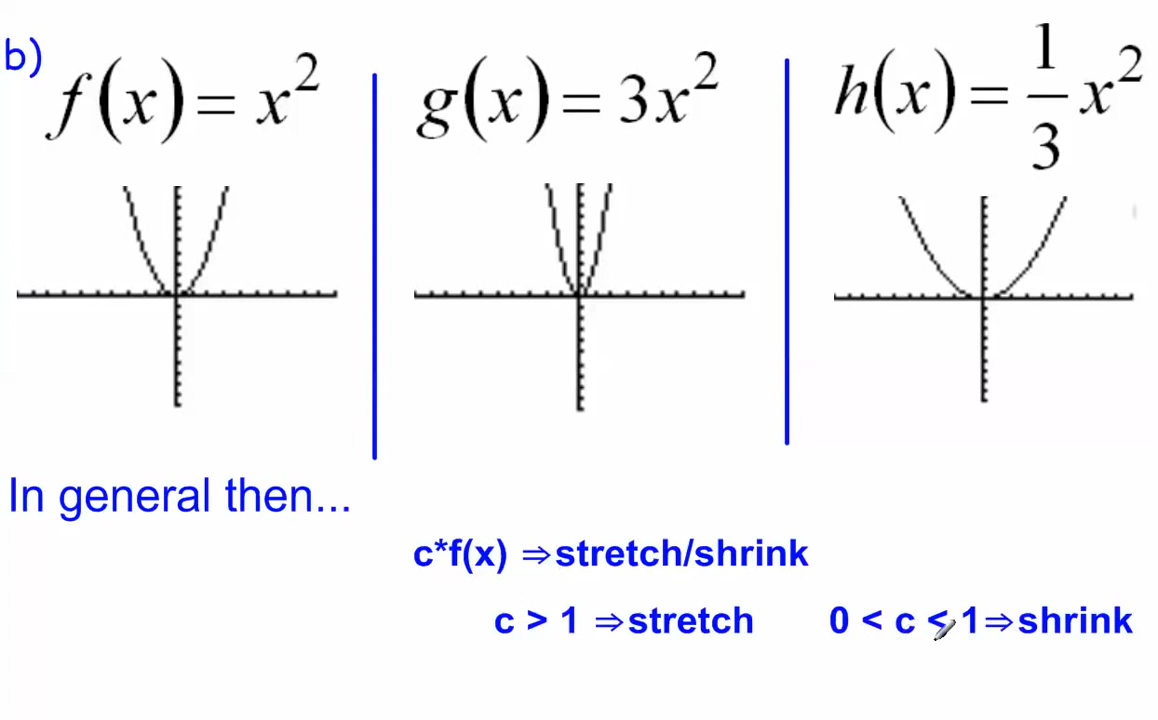 b) f(x) = x² g(x) = 3x² h(x) = 1/3 x²
In general then...
c*f(x) ⇒stretch/shrink
c > 1 ⇒stretch 0 < c < 1⇒shrink